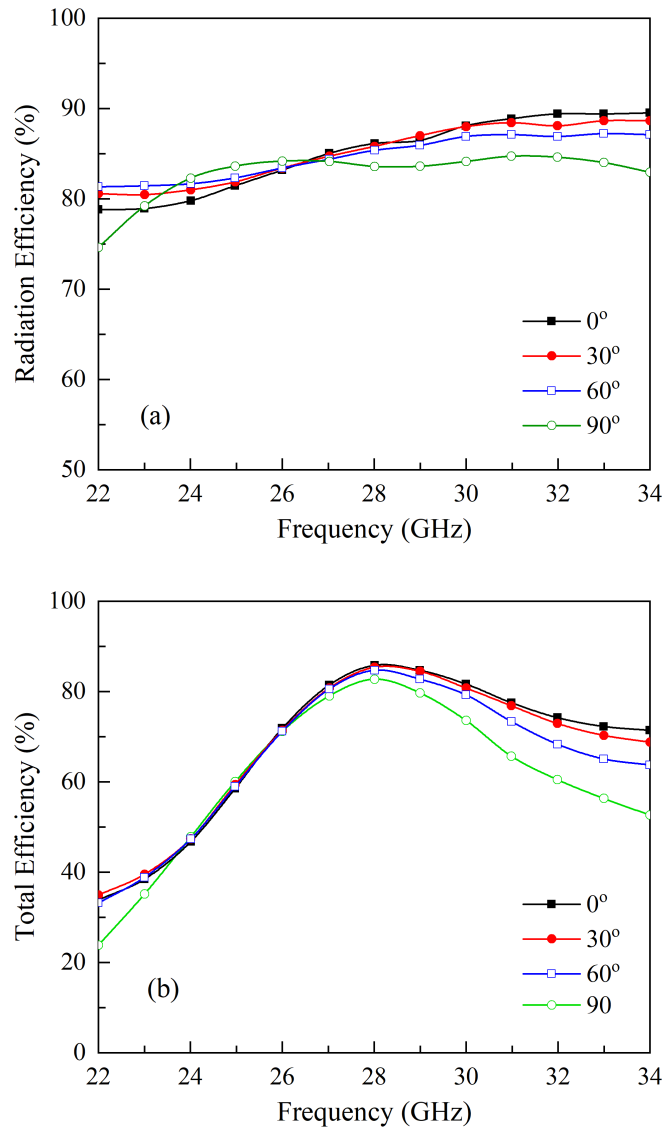 100
90
80
70
60
50
Radiation Efficiency (%)
0°
30°
60°
90°
(a)
22 24 26 28 30 32 34
Frequency (GHz)
100
80
60
40
20
0
Total Efficiency (%)
0°
30°
60°
90
(b)
22 24 26 28 30 32 34
Frequency (GHz)